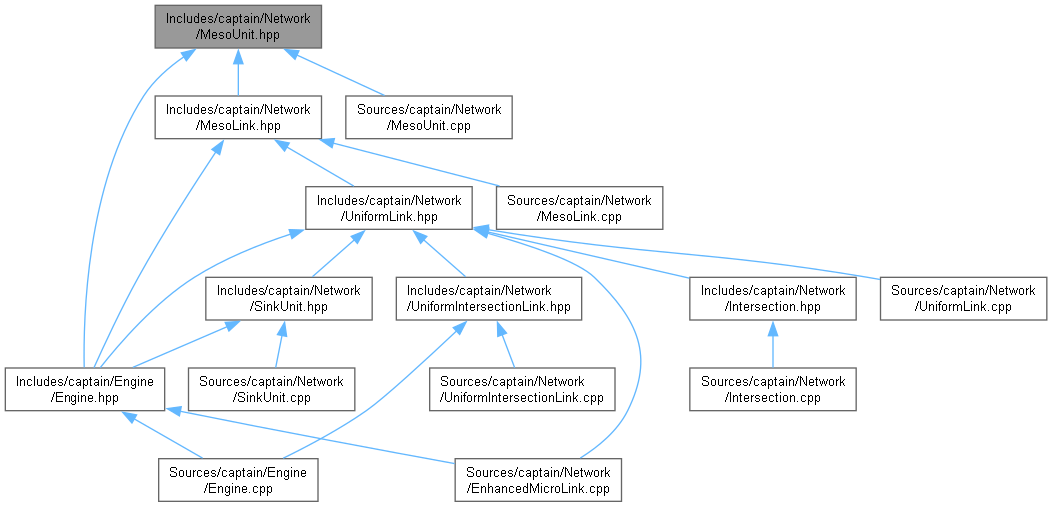 Includes/captain/Network
/MesoUnit.hpp
Includes/captain/Network
/MesoLink.hpp
Sources/captain/Network
/MesoUnit.cpp
Includes/captain/Network
/UniformLink.hpp
Sources/captain/Network
/MesoLink.cpp
Includes/captain/Network
/SinkUnit.hpp
Includes/captain/Network
/UniformIntersectionLink.hpp
Includes/captain/Network
/Intersection.hpp
Sources/captain/Network
/UniformLink.cpp
Includes/captain/Engine
/Engine.hpp
Sources/captain/Network
/SinkUnit.cpp
Sources/captain/Network
/UniformIntersectionLink.cpp
Sources/captain/Network
/Intersection.cpp
Sources/captain/Engine
/Engine.cpp
Sources/captain/Network
/EnhancedMicroLink.cpp